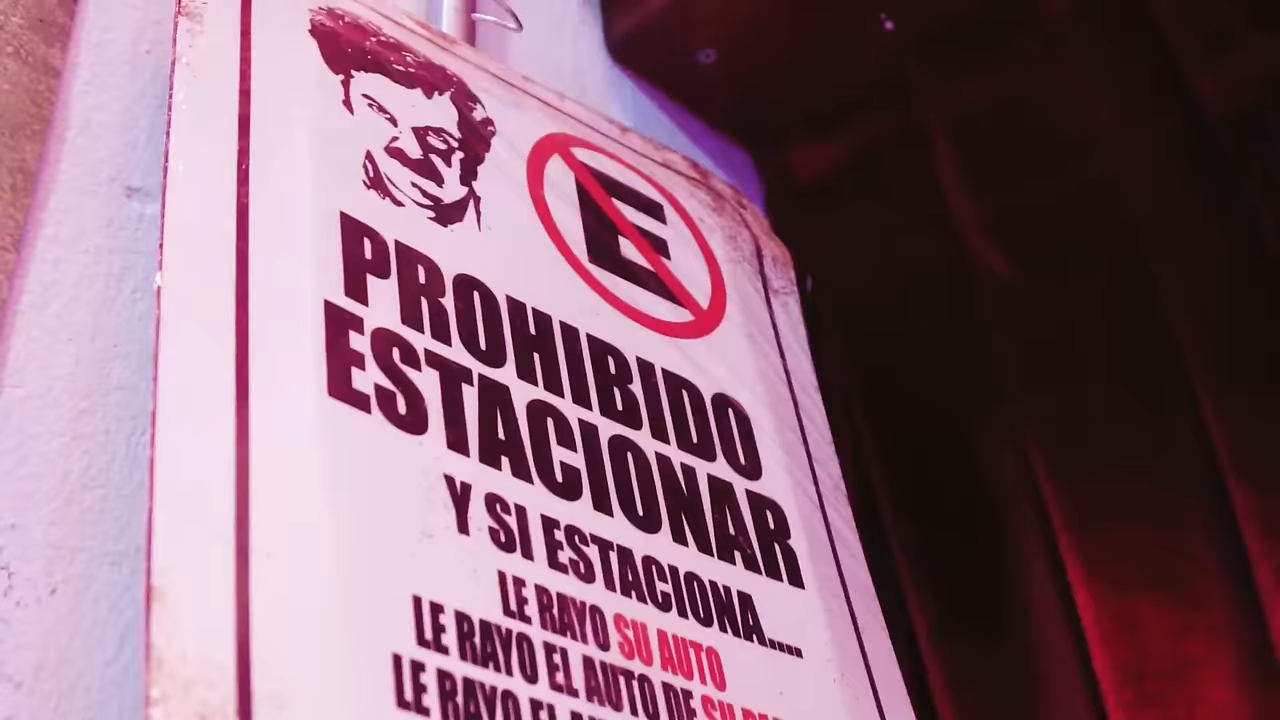 E
PROHIBIDO
ESTACIONAR
Y SI ESTACIONA....
LE RAYO SU AUTO
LE RAYO EL AUTO DE SU
LE RAYO EL